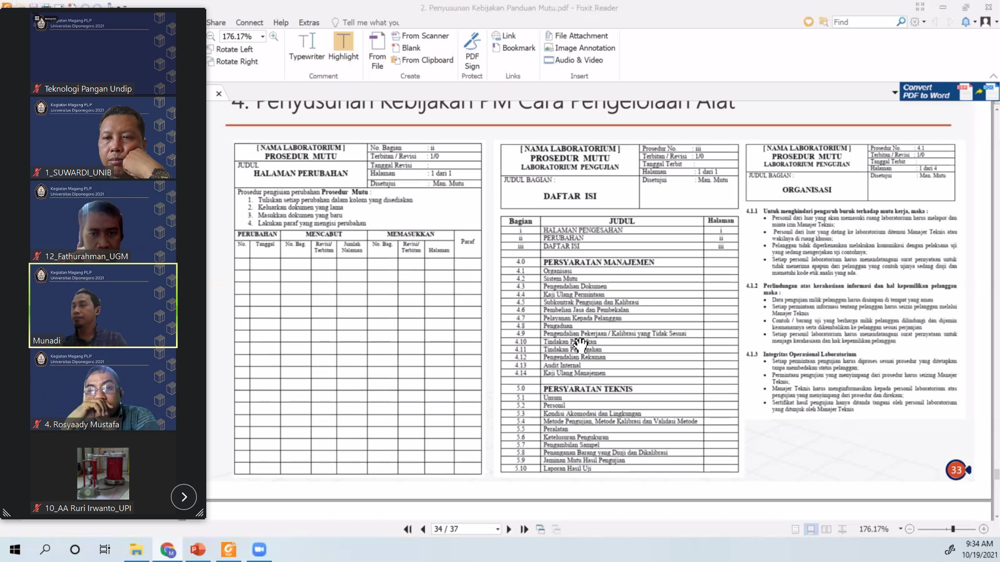 2. Penyusunan Kebijakan Panduan Mutu.pdf - Foxit Reader
Share Connect Help Extras Tell me what you
Find
176.17%
Rotate Left
Rotate Right
Typewriter Highlight
Comment
From File
From Scanner
Blank
From Clipboard
Create
PDF Sign
Protect
Link
Bookmark
Links
File Attachment
Image Annotation
Audio & Video
Insert
Convert
PDF to Word
4. Penyusunan Kebijakan PM Cara Pengelolaan Alat
[ NAMA LABORATORIUM ]
PROSEDUR MUTU
JUDUL
HALAMAN PERUBAHAN
No. Bagian : ii
Terbitan / Revisi : 1/0
Tanggal Revisi :
Halaman : 1 dari 1
Disetujui : Man. Mutu
Prosedur pengisian perubahan Prosedur Mutu :
1. Tuliskan setiap perubahan dalam kolom yang disediakan
2. Keluarkan dokumen yang lama
3. Masukkan dokumen yang baru
4. Lakukan paraf yang mengisi perubahan
PERUBAHAN MENCABUT MEMASUKKAN Paraf
No. Tanggal No. Bag. Revisi/ Terbitan Jumlah Nalaman No. Bag. Revisi/ Terbitan Halaman
[ NAMA LABORATORIUM ]
PROSEDUR MUTU
LABORATORIUM PENGUJIAN
JUDUL BAGIAN :
DAFTAR ISI
Prosedur No. : iii
Terbitan / Revisi : 1/0
Tanggal Terbit :
Halaman : 1 dari 1
Disetujui : Man. Mutu
Bagian JUDUL Halaman
i HALAMAN PENGESAHAN i
ii PERUBAHAN ii
iii DAFTAR ISI iii
4.0 PERSYARATAN MANAJEMEN
4.1 Organisasi
4.2 Sistem Mutu
4.3 Pengendalian Dokumen
4.4 Kaji Ulang Permintaan
4.5 Subkontrak Pengujian dan Kalibrasi
4.6 Pembelian Jasa dan Pembekalan
4.7 Pelayanan Kepada Pelanggan
4.8 Pengaduan
4.9 Pengendalian Pekerjaan / Kalibrasi yang Tidak Sesuai
4.10 Tindakan
4.11 Tindakan
4.12 Pengendalian Rekaman
4.13 Audit Internal
4.14 Kaji Ulang Manajemen
5.0 PERSYARATAN TEKNIS
5.1 Umum
5.2 Personil
5.3 Kondisi Akomodasi dan Lingkungan
5.4 Metode Pengujian, Metode Kalibrasi dan Validasi Metode
5.5 Peralatan
5.6 Ketelusuran Pengukuran
5.7 Pengambilan Sampel
5.8 Penanganan Barang yang Diuji dan Dikalibrasi
5.9 Jaminan Mutu Hasil Pengujian
5.10 Laporan Hasil Uji
[ NAMA LABORATORIUM ]
PROSEDUR MUTU
LABORATORIUM PENGUJIAN
JUDUL BAGIAN :
ORGANISASI
Prosedur No. : 4.1
Terbitan / Revisi : 1/0
Tanggal Terbit :
Halaman : 1 dari 4
Disetujui : Man. Mutu
4.1.1 Untuk menghindari pengaruh buruk terhadap mutu kerja, maka :
• Personil dari luar yang akan memasuki ruang laboratorium harus melapor dan
minta izin Manajer Teknis;
• Personil dari luar yang dating ke laboratorium ditemui Manajer Teknis atau
wakilnya di ruang khusus;
• Pelanggan tidak diperkenankan melakukan komunikasi dengan pelaksana uji
yang sedang mengerjakan uji contohnya;
• Setiap personil laboratorium harus menandatangani surat pernyataan untuk
tidak menerima apapun dari pelanggan yang contoh ujinya sedang diuji dan
mamatuhi kode etik analis yang ada.
4.1.2 Perlindungan atas kerahasiaan informasi dan hal kepemilikan pelanggan
maka :
• Data pengujian milik pelanggan harus disimpan di tempat yang aman
• Setiap permintaan informasi tentang pelanggan harus seizin pelanggan melalui
Manajer Teknis
• Contoh / barang uji yang berharga milik pelanggan dilindungi dan dijamin
keamanannya serta dikembalikan ke pelanggan sesuai perjanjian
• Setiap personil laboratorium harus menandatangani surat pernyataan untuk
menjaga kerahasiaan dan hak kepemilikan pelanggan
4.1.3 Integritas Operasional Laboratorium
• Setiap permintaan pengujian harus diproses sesuai prosedur yang ditetapkan
tanpa membedakan status pelanggan;
• Permintaan pengujian yang menyimpang dari prosedur harus seizing Manajer
Teknis;
• Manajer Teknis harus menginformasikan kepada personil laboratorium atas
pengujian yang menyimpang dari prosedur dan direkam;
• Sertifikat hasil pengujian hanya ditanda tangani oleh personil laboratorium
yang ditunjuk oleh Manajer Teknis
33
34 / 37
176.17%
9:34 AM
10/19/2021
Magang PLP
Universitas Diponegoro 2021
Teknologi Pangan Undip
Kegiatan Magang PLP
Universitas Diponegoro 2021
1_SUWARDI_UNIB
Kegiatan Magang PLP
Universitas Diponegoro 2021
12_Fathurahman_UGM
Kegiatan Magang PLP
Universitas Diponegoro 2021
Munadi
Kegiatan Magang PLP
Universitas Diponegoro 2021
4. Rosyaady Mustafa
10_AA Ruri Irwanto_UPI